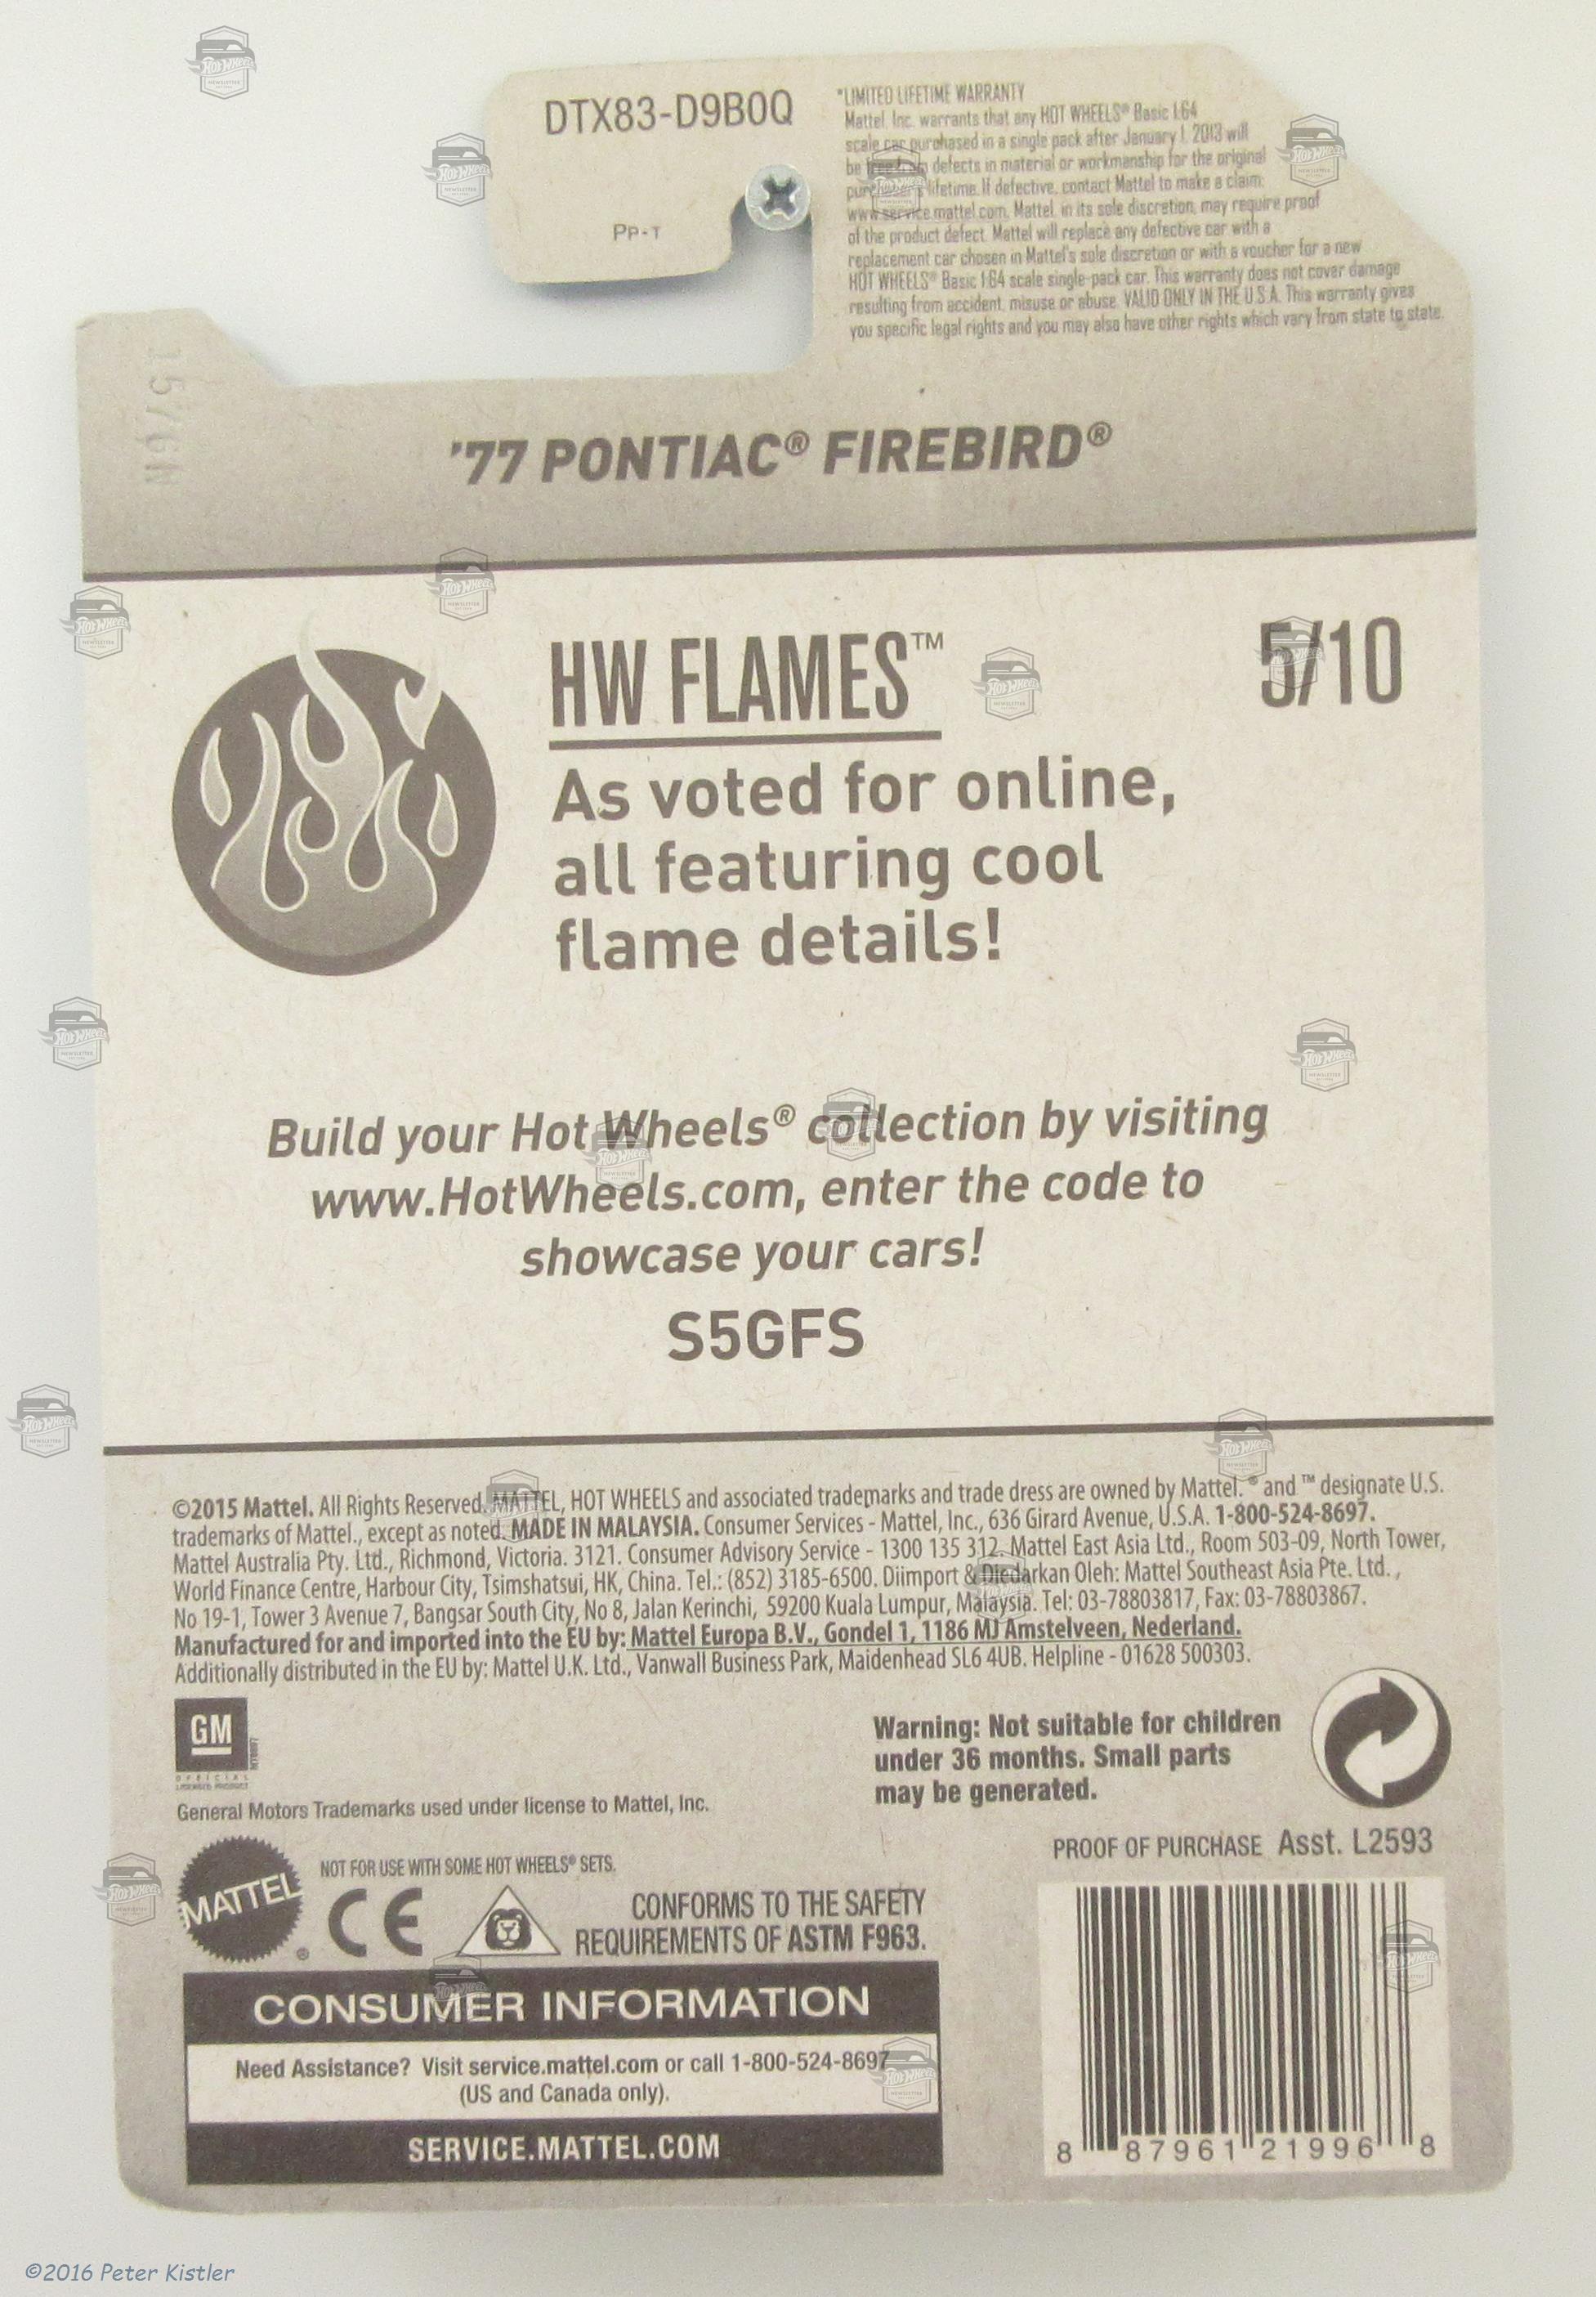 DTX83-D9B0Q
PP-T
*LIMITED LIFETIME WARRANTY
Mattel, Inc. warrants that any HOT WHEELS® Basic 1:64
scale car purchased in a single pack after January 1, 2013 will
be free from defects in material or workmanship for the original
purchaser's lifetime. If defective, contact Mattel to make a claim:
www.service.mattel.com. Mattel, in its sole discretion, may require proof
of the product defect. Mattel will replace any defective car with a
replacement car chosen in Mattel's sole discretion or with a voucher for a new
HOT WHEELS® Basic 1:64 scale single-pack car. This warranty does not cover damage
resulting from accident, misuse or abuse. VALID ONLY IN THE U.S.A. This warranty gives
you specific legal rights and you may also have other rights which vary from state to state.
'77 PONTIAC® FIREBIRD®
HW FLAMES™
5/10
As voted for online,
all featuring cool
flame details!
Build your Hot Wheels® collection by visiting
www.HotWheels.com, enter the code to
showcase your cars!
S5GFS
©2015 Mattel. All Rights Reserved. MATTEL, HOT WHEELS and associated trademarks and trade dress are owned by Mattel. ® and ™ designate U.S.
trademarks of Mattel., except as noted. MADE IN MALAYSIA. Consumer Services - Mattel, Inc., 636 Girard Avenue, U.S.A. 1-800-524-8697.
Mattel Australia Pty. Ltd., Richmond, Victoria. 3121. Consumer Advisory Service - 1300 135 312. Mattel East Asia Ltd., Room 503-09, North Tower,
World Finance Centre, Harbour City, Tsimshatsui, HK, China. Tel.: (852) 3185-6500. Diimport & Diedarkan Oleh: Mattel Southeast Asia Pte. Ltd.,
No 19-1, Tower 3 Avenue 7, Bangsar South City, No 8, Jalan Kerinchi, 59200 Kuala Lumpur, Malaysia. Tel: 03-78803817, Fax: 03-78803867.
Manufactured for and imported into the EU by: Mattel Europa B.V., Gondel 1, 1186 MJ Amstelveen, Nederland.
Additionally distributed in the EU by: Mattel U.K. Ltd., Vanwall Business Park, Maidenhead SL6 4UB. Helpline - 01628 500303.
GM
OFFICIAL
LICENSED PRODUCT
General Motors Trademarks used under license to Mattel, Inc.
Warning: Not suitable for children
under 36 months. Small parts
may be generated.
PROOF OF PURCHASE Asst. L2593
MATTEL®
NOT FOR USE WITH SOME HOT WHEELS® SETS.
CE
CONFORMS TO THE SAFETY
REQUIREMENTS OF ASTM F963.
CONSUMER INFORMATION
Need Assistance? Visit service.mattel.com or call 1-800-524-8697
(US and Canada only).
SERVICE.MATTEL.COM
8 87961 21996 8
©2016 Peter Kistler